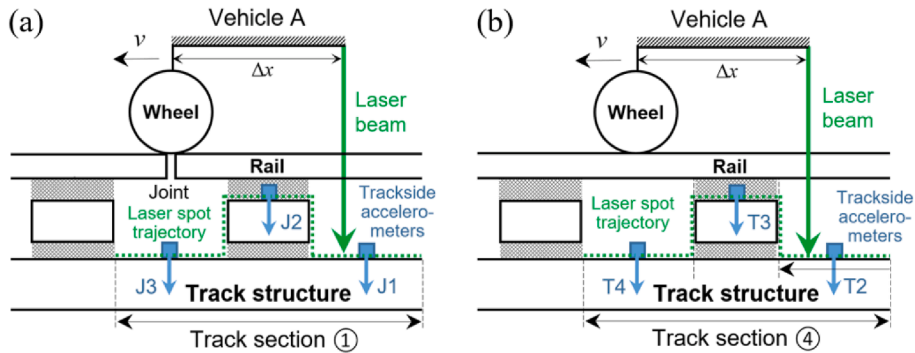 (a)
Vehicle A
v
Δx
Wheel
Laser
beam
Rail
Joint
Laser spot
trajectory
J2
Trackside
accelero-
meters
J3
Track structure
J1
Track section ①
(b)
Vehicle A
v
Δx
Wheel
Laser
beam
Rail
Laser spot
trajectory
T3
Trackside
accelero-
meters
T4
Track structure
T2
Track section ④